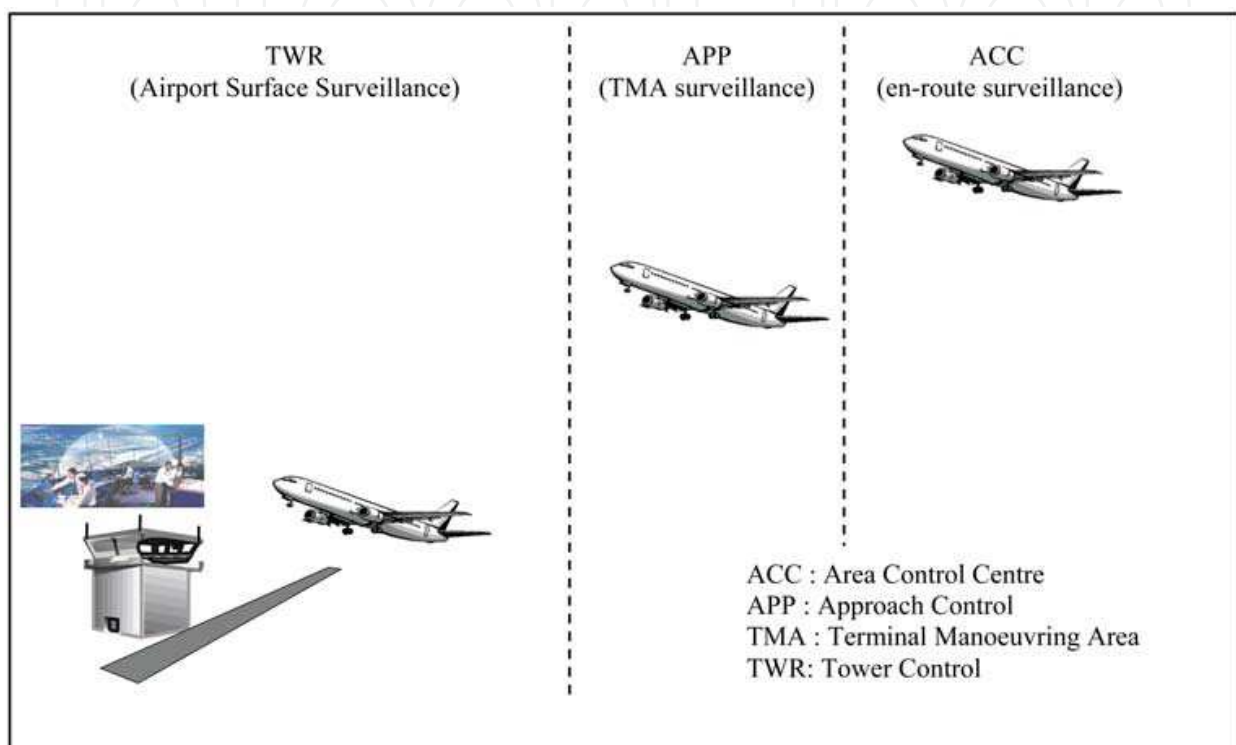 TWR
(Airport Surface Surveillance)
APP
(TMA surveillance)
ACC
(en-route surveillance)
ACC : Area Control Centre
APP : Approach Control
TMA : Terminal Manoeuvring Area
TWR: Tower Control